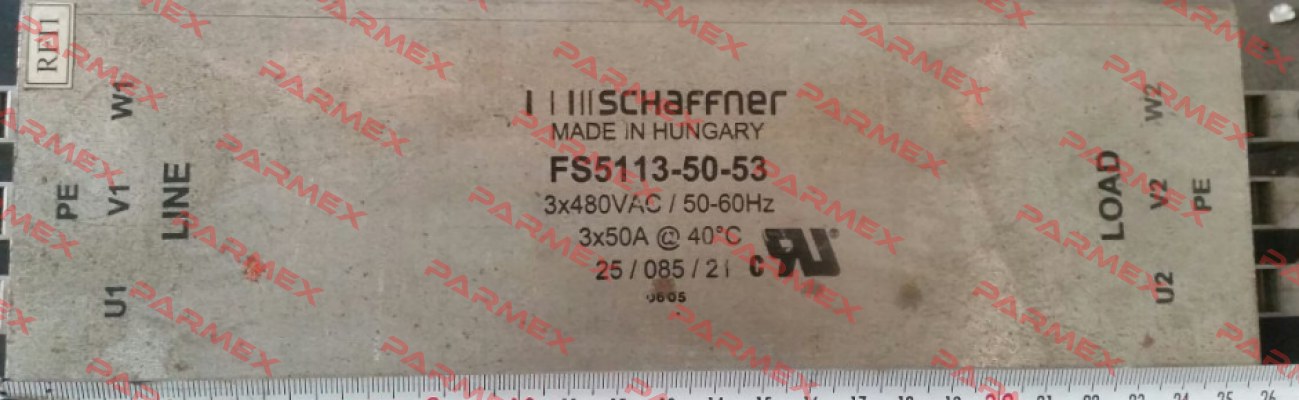 RFI1
W1
V1
U1
PE
LINE
SCHAFFNER
MADE IN HUNGARY
FS5113-50-53
3x480VAC / 50-60Hz
3x50A @ 40°C
25 / 085 / 21
0605
LOAD
W2
V2
U2
PE
PARMEX